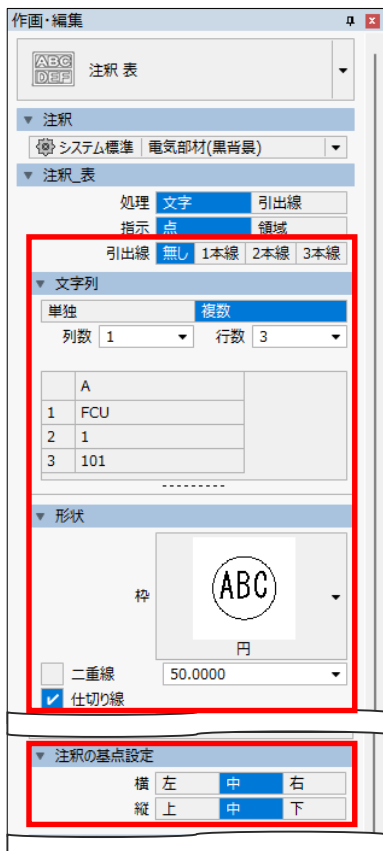 作画・編集
ABC
DEF
注釈 表
注釈
システム標準 電気部材(黒背景)
注釈_表
処理 文字 引出線
指示 点 領域
引出線 無し 1本線 2本線 3本線
文字列
単独 複数
列数 1 行数 3
A
1 FCU
2 1
3 101
形状
枠 ABC
円
二重線 50.0000
仕切り線
注釈の基点設定
横 左 中 右
縦 上 中 下